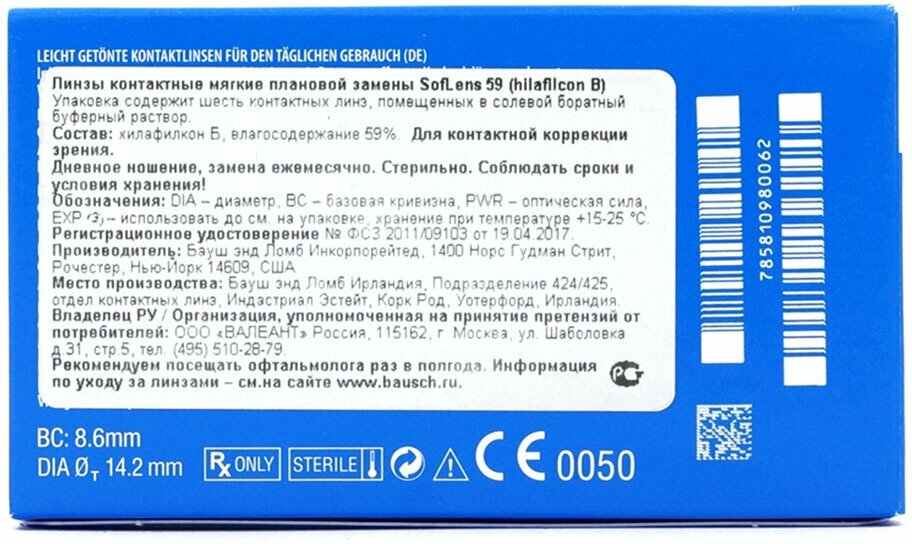 LEICHT GETÖNTE KONTAKTLINSEN FÜR DEN TÄGLICHEN GEBRAUCH (DE)
Линзы контактные мягкие плановой замены SofLens 59 (hilafilcon B)
Упаковка содержит шесть контактных линз, помещенных в солевой боратный
буферный раствор.
Состав: хилафилкон Б, влагосодержание 59%. Для контактной коррекции
зрения.
Дневное ношение, замена ежемесячно. Стерильно. Соблюдать сроки и
условия хранения!
Обозначения: DIA – диаметр, BC – базовая кривизна, PWR – оптическая сила,
EXP – использовать до см. на упаковке, хранение при температуре +15-25 °C.
Регистрационное удостоверение № ФСЗ 2011/09103 от 19.04.2017.
Производитель: Бауш энд Ломб Инкорпорейтед, 1400 Норс Гудман Стрит,
Рочестер, Нью-Йорк 14609, США
Место производства: Бауш энд Ломб Ирландия, Подразделение 424/425,
отдел контактных линз, Индастриал Эстейт, Корк Род, Уотерфорд, Ирландия.
Владелец РУ / Организация, уполномоченная на принятие претензий от
потребителей: ООО «ВАЛЕАНТ» Россия, 115162, г. Москва, ул. Шаболовка
д.31, стр.5, тел. (495) 510-28-79.
Рекомендуем посещать офтальмолога раз в полгода. Информация
по уходу за линзами – см.на сайте www.bausch.ru.
РСТ
785810980062
BC: 8.6mm
DIA ØT 14.2 mm
Rx ONLY
STERILE
CE 0050